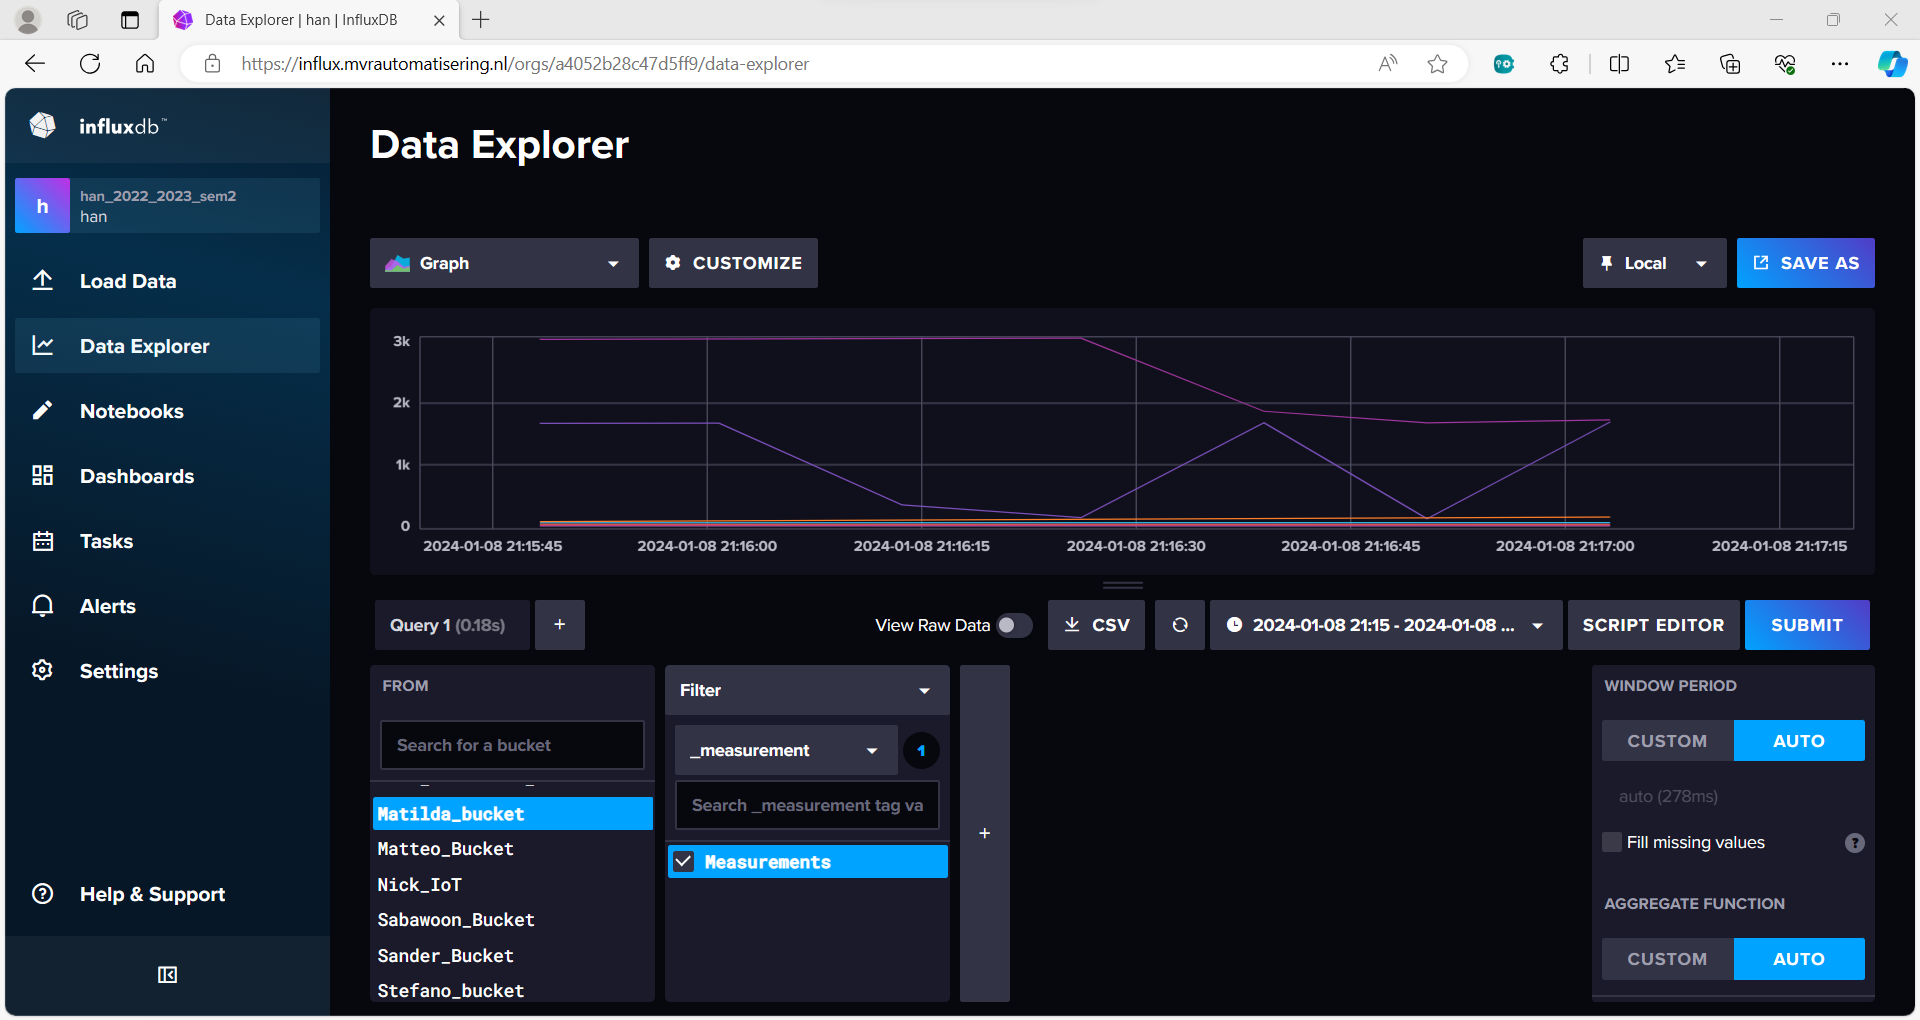 Data Explorer | han | InfluxDB
https://influx.mvrautomatisering.nl/orgs/a4052b28c47d5ff9/data-explorer
influxdb™
h
han_2022_2023_sem2
han
Load Data
Data Explorer
Notebooks
Dashboards
Tasks
Alerts
Settings
Help & Support
Data Explorer
Graph
CUSTOMIZE
Local
SAVE AS
3k
2k
1k
0
2024-01-08 21:15:45
2024-01-08 21:16:00
2024-01-08 21:16:15
2024-01-08 21:16:30
2024-01-08 21:16:45
2024-01-08 21:17:00
2024-01-08 21:17:15
Query 1 (0.18s)
+
View Raw Data
CSV
2024-01-08 21:15 - 2024-01-08 ...
SCRIPT EDITOR
SUBMIT
FROM
Search for a bucket
Matilda_bucket
Matteo_Bucket
Nick_IoT
Sabawoon_Bucket
Sander_Bucket
Stefano_bucket
Filter
_measurement
1
Search _measurement tag va
Measurements
+
WINDOW PERIOD
CUSTOM
AUTO
auto (278ms)
Fill missing values
?
AGGREGATE FUNCTION
CUSTOM
AUTO